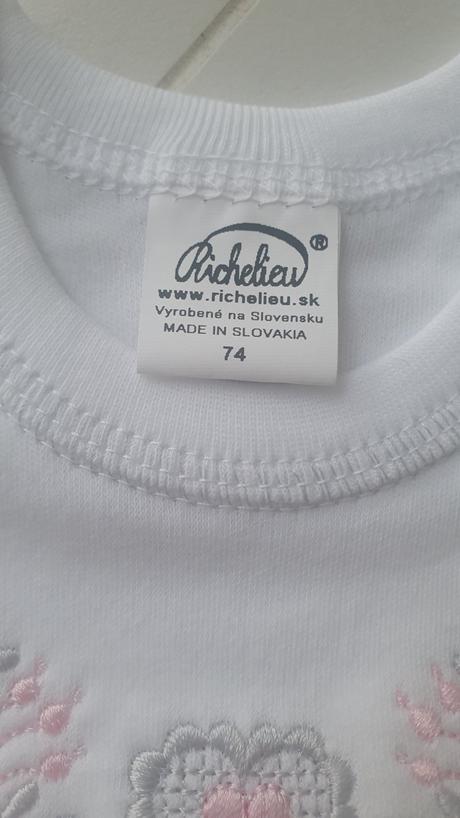 Richelieu ®
www.richelieu.sk
Vyrobené na Slovensku
MADE IN SLOVAKIA
74